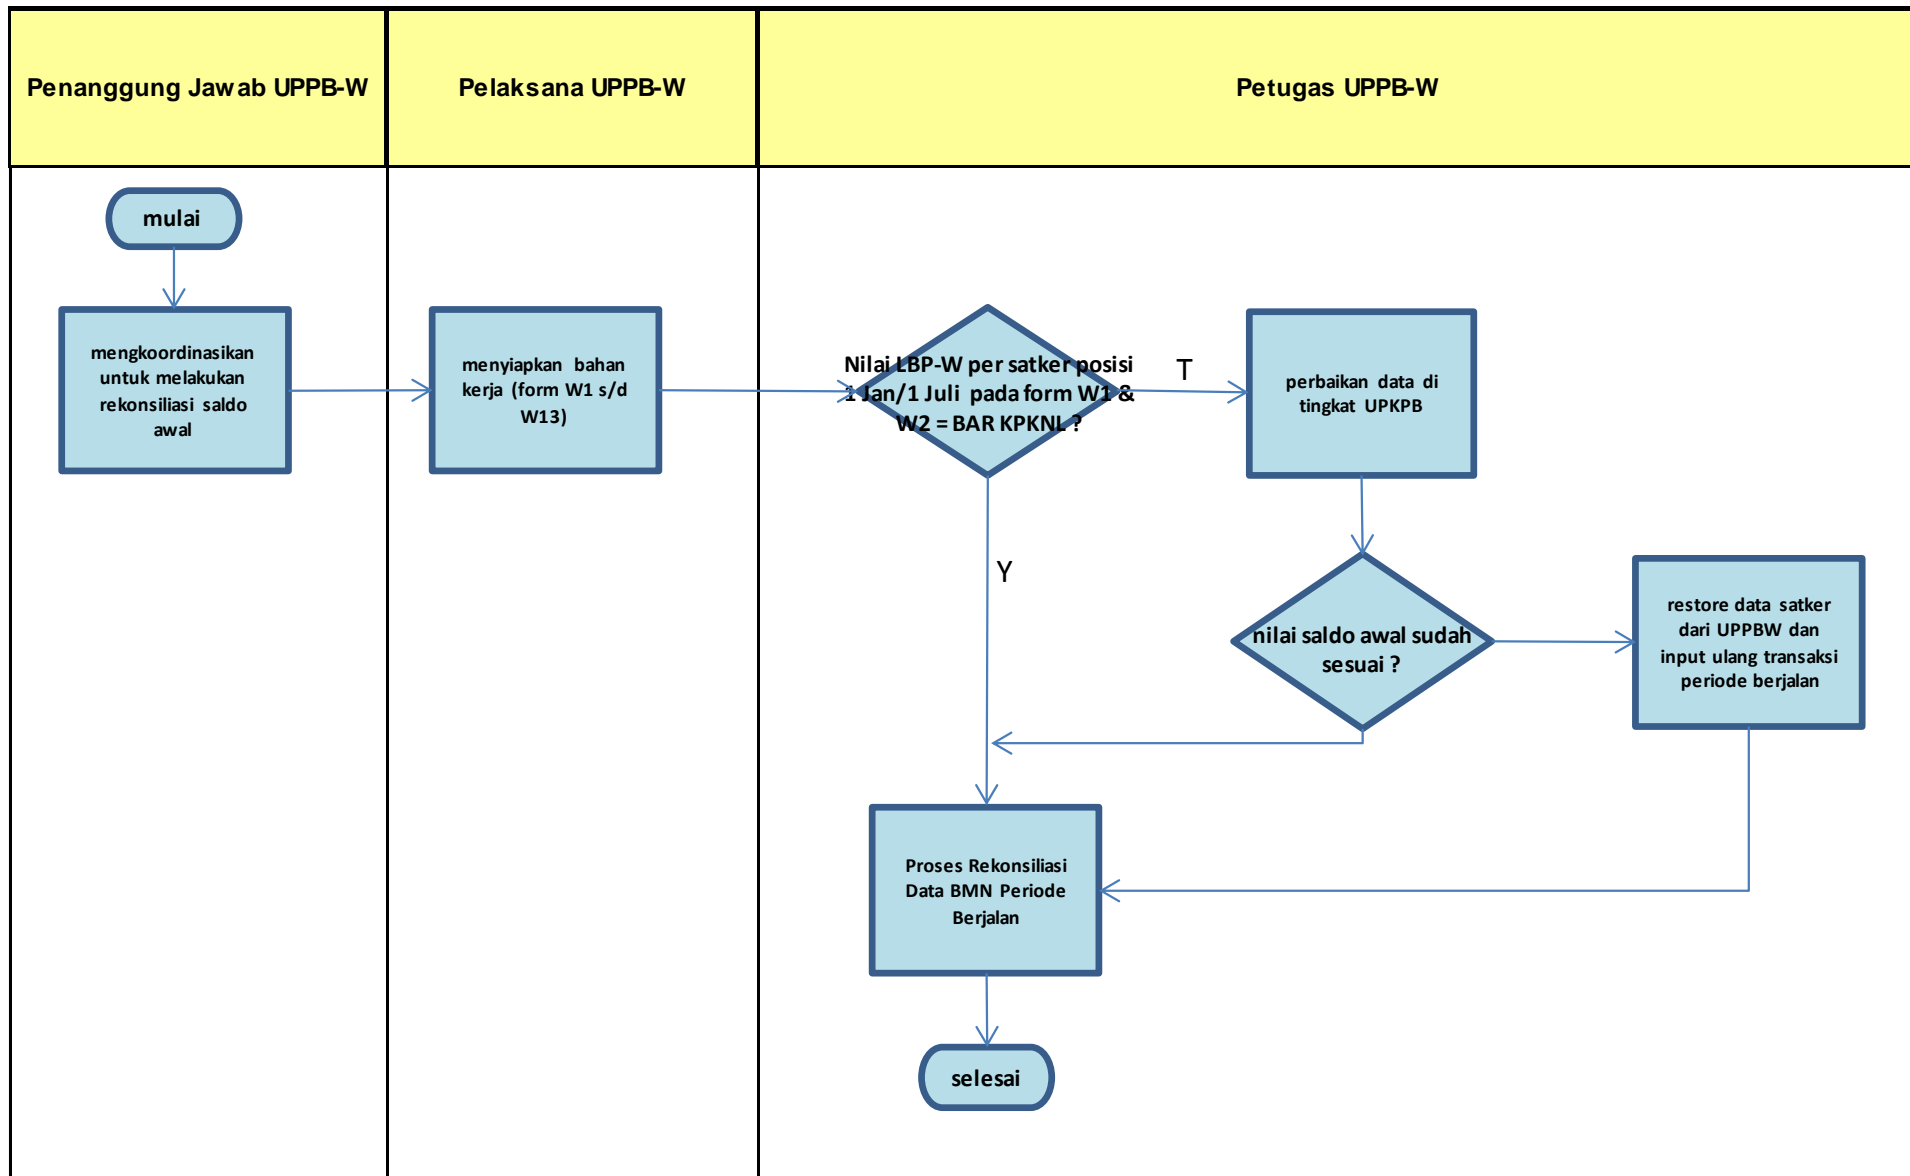 Penanggung Jawab UPPB-W
Pelaksana UPPB-W
Petugas UPPB-W
mulai
mengkoordinasikan
untuk melakukan
rekonsiliasi saldo
awal
menyiapkan bahan
kerja (form W1 s/d
W13)
Nilai LBP-W per satker posisi
1 Jan/1 Juli pada form W1 &
W2 = BAR KPKNL ?
T
perbaikan data di
tingkat UPKPB
Y
nilai saldo awal sudah
sesuai ?
restore data satker
dari UPPBW dan
input ulang transaksi
periode berjalan
Proses Rekonsiliasi
Data BMN Periode
Berjalan
selesai